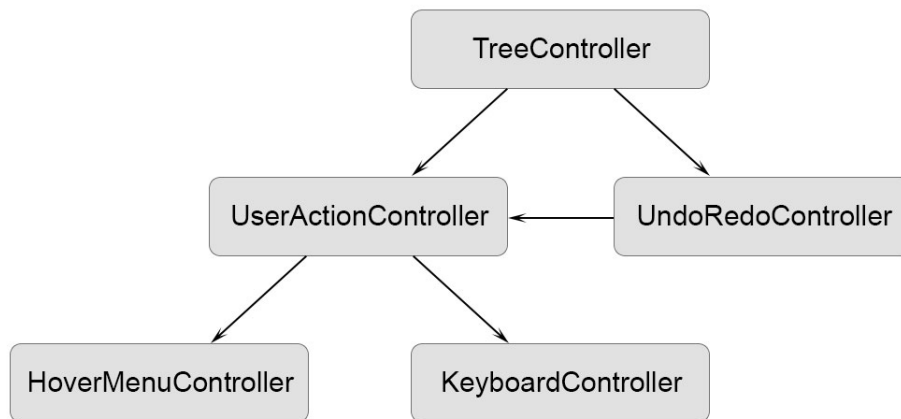 TreeController
UserActionController
UndoRedoController
HoverMenuController
KeyboardController